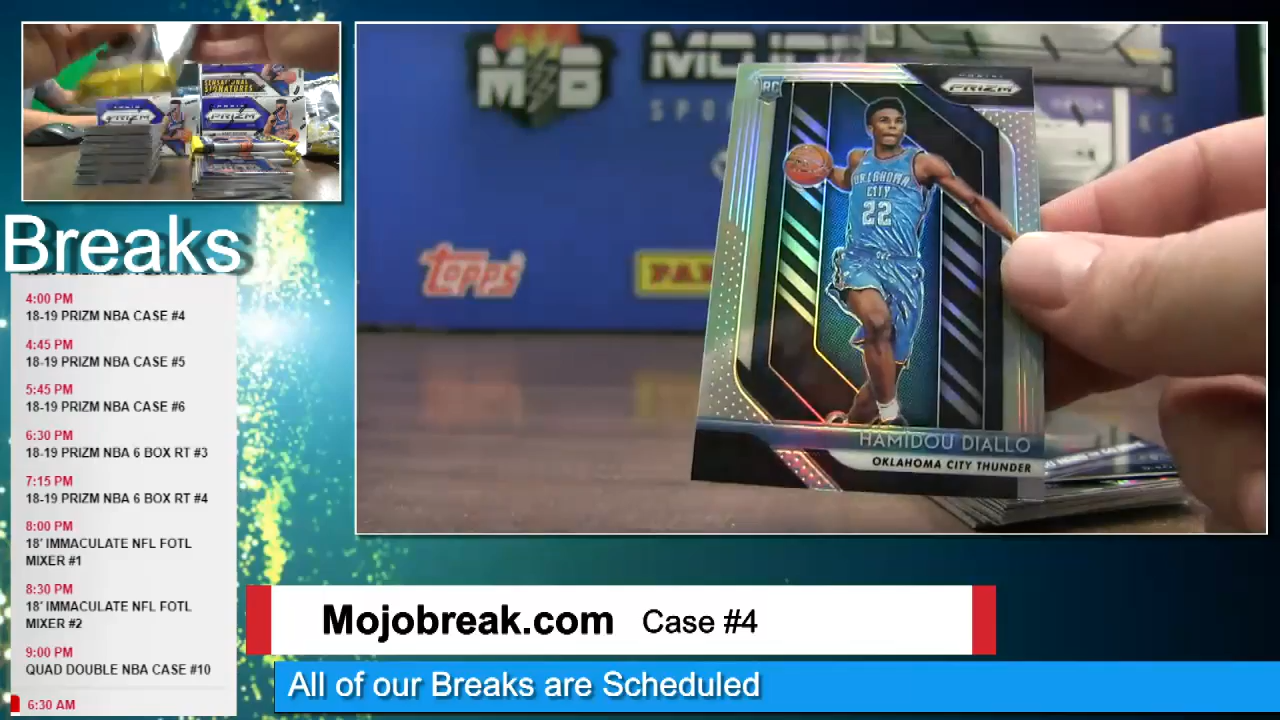 SENSATIONAL
SIGNATURES
PRIZM
PRIZM
Breaks
4:00 PM
18-19 PRIZM NBA CASE #4
4:45 PM
18-19 PRIZM NBA CASE #5
5:45 PM
18-19 PRIZM NBA CASE #6
6:30 PM
18-19 PRIZM NBA 6 BOX RT #3
7:15 PM
18-19 PRIZM NBA 6 BOX RT #4
8:00 PM
18' IMMACULATE NFL FOTL
MIXER #1
8:30 PM
18' IMMACULATE NFL FOTL
MIXER #2
9:00 PM
QUAD DOUBLE NBA CASE #10
6:30 AM
MB
topps
RC
PRIZM
OKLAHOMA
CITY
22
HAMIDOU DIALLO
OKLAHOMA CITY THUNDER
Mojobreak.com Case #4
All of our Breaks are Scheduled